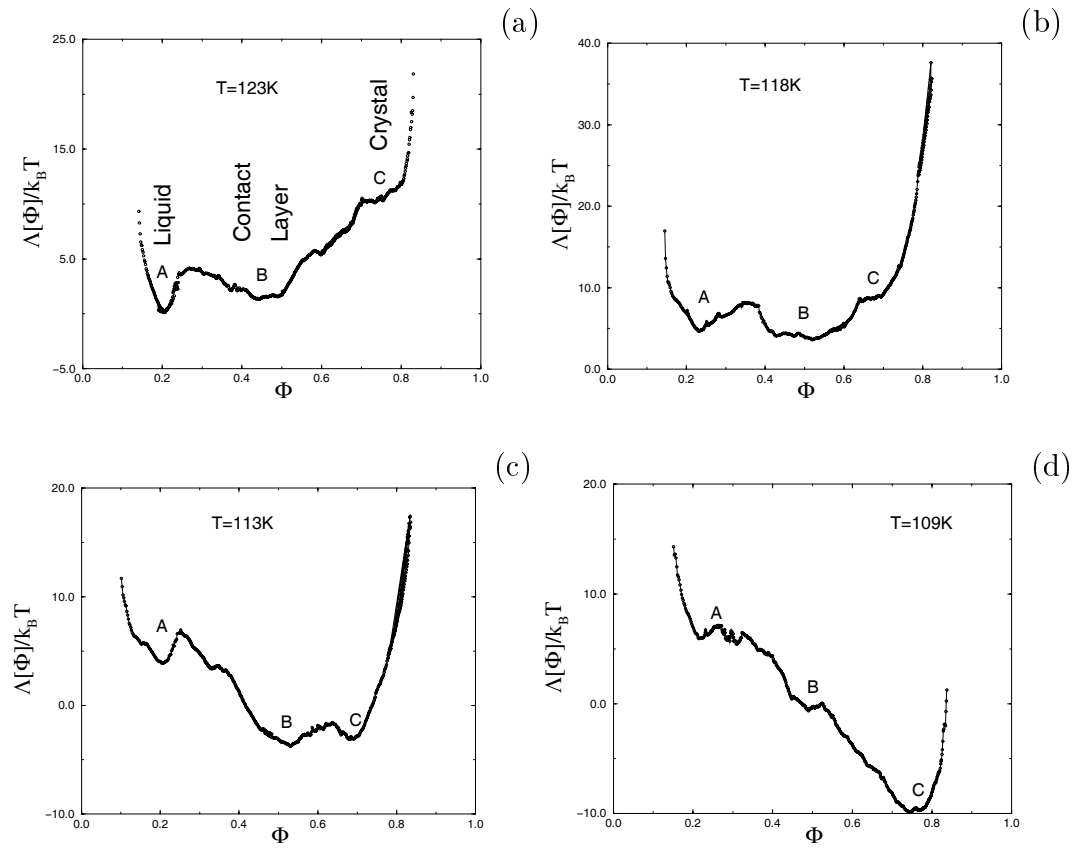 (a)
25.0
15.0
5.0
−5.0
Λ[Φ]/k_BT
T=123K
Liquid
Contact
Layer
Crystal
A
B
C
0.0 0.2 0.4 0.6 0.8 1.0
Φ
(b)
40.0
30.0
20.0
10.0
0.0
Λ[Φ]/k_BT
T=118K
A
B
C
0.0 0.2 0.4 0.6 0.8 1.0
Φ
(c)
20.0
10.0
0.0
−10.0
Λ[Φ]/k_BT
T=113K
A
B
C
0.0 0.2 0.4 0.6 0.8 1.0
Φ
(d)
20.0
10.0
0.0
−10.0
Λ[Φ]/k_BT
T=109K
A
B
C
0.0 0.2 0.4 0.6 0.8 1.0
Φ